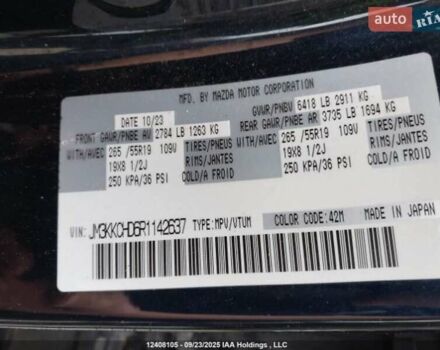 RIA
MFD. BY MAZDA MOTOR CORPORATION
DATE 10/23
GVWR/PNBV 6418 LB 2911 KG
FRONT GAWR/PNBE AV 2784 LB 1263 KG
REAR GAWR/PNBE AR 3735 LB 1694 KG
WITH/AVEC 265 /55R19 109V TIRES/PNEUS
19X8 1/2J RIMS/JANTES
250 KPA/36 PSI COLD/A FROID
WITH/AVEC 265 /55R19 109V TIRES/PNEUS
19X8 1/2J RIMS/JANTES
250 KPA/36 PSI COLD/A FROID
VIN: JM3KKCHD6R1142637 TYPE:MPV/VTUM COLOR CODE:42M
12408105 - 09/23/2025 IAA Holdings , LLC